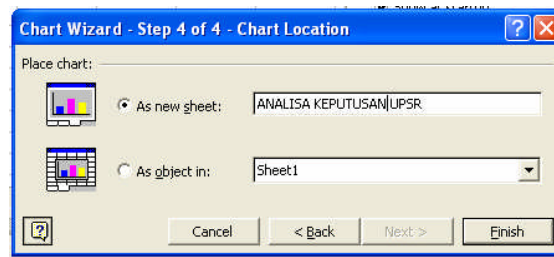 Chart Wizard - Step 4 of 4 - Chart Location
Place chart:
As new sheet: ANALISA KEPUTUSAN UPSR
As object in: Sheet1
Cancel < Back Next > Finish